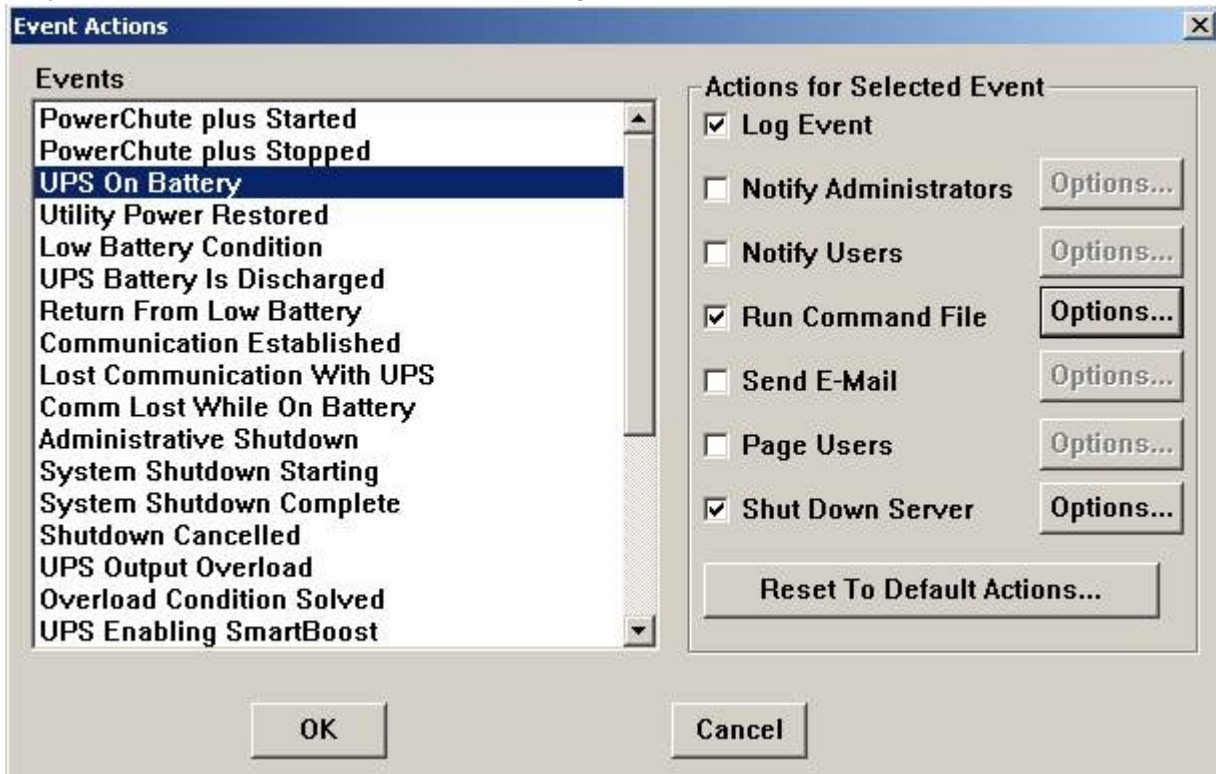 Event Actions
Events
PowerChute plus Started
PowerChute plus Stopped
UPS On Battery
Utility Power Restored
Low Battery Condition
UPS Battery Is Discharged
Return From Low Battery
Communication Established
Lost Communication With UPS
Comm Lost While On Battery
Administrative Shutdown
System Shutdown Starting
System Shutdown Complete
Shutdown Cancelled
UPS Output Overload
Overload Condition Solved
UPS Enabling SmartBoost
Actions for Selected Event
Log Event
Notify Administrators Options...
Notify Users Options...
Run Command File Options...
Send E-Mail Options...
Page Users Options...
Shut Down Server Options...
Reset To Default Actions...
OK Cancel